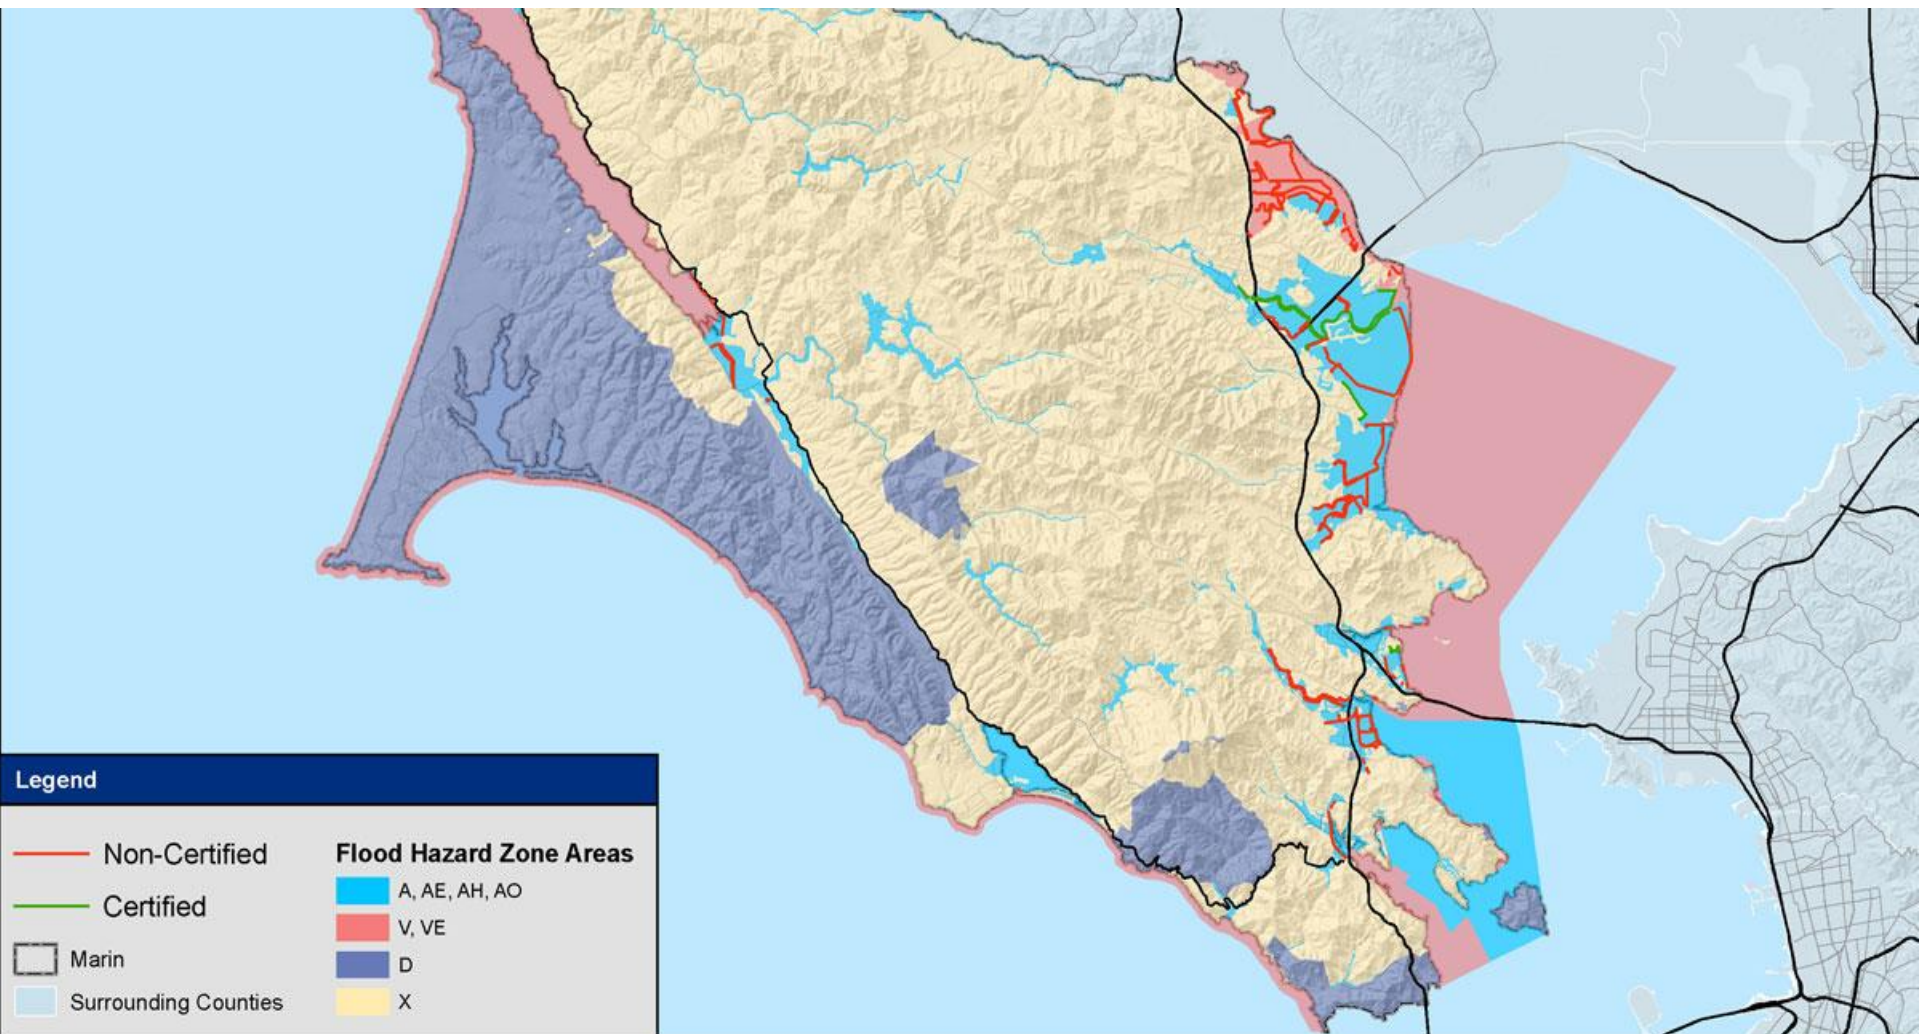 Legend
Non-Certified
Certified
Marin
Surrounding Counties
Flood Hazard Zone Areas
A, AE, AH, AO
V, VE
D
X